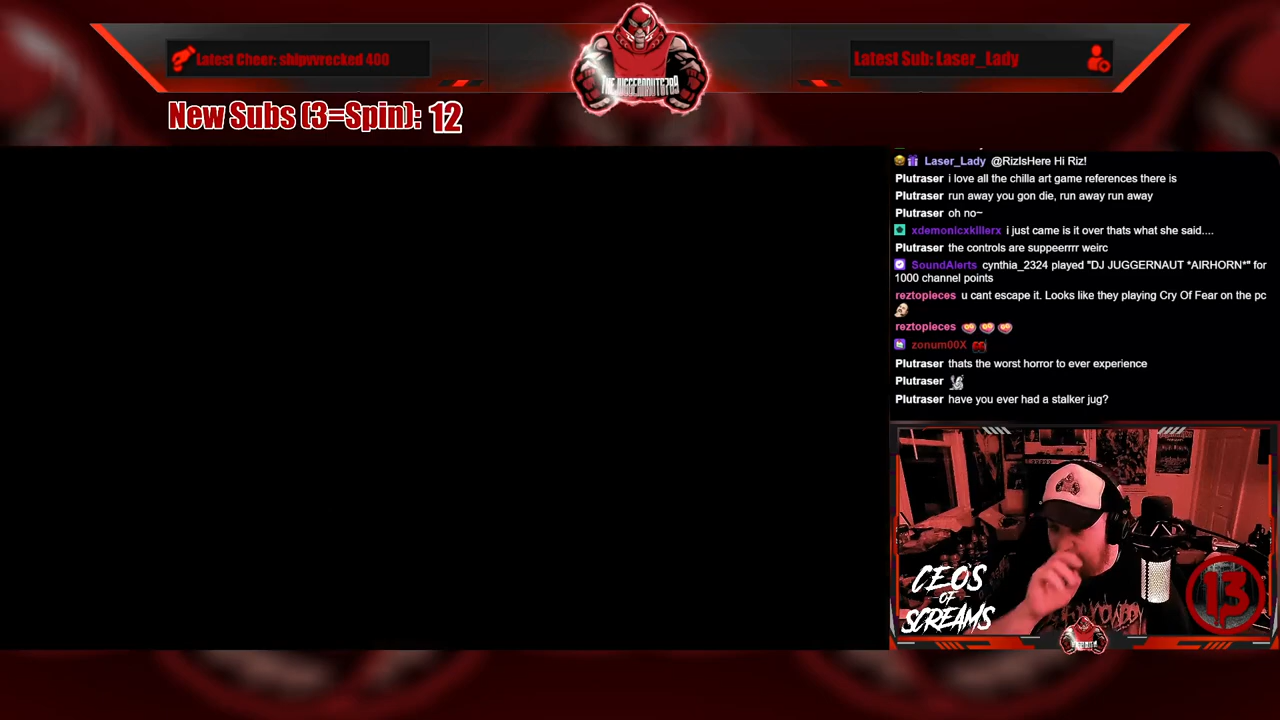 Latest Cheer: shipvvrecked 400
THEJUGGERNAUT6789
Latest Sub: Laser_Lady
New Subs (3=Spin): 12
Laser_Lady @RizIsHere Hi Riz!
Plutraser i love all the chilla art game references there is
Plutraser run away you gon die, run away run away
Plutraser oh no~
xdemonicxkillerx i just came is it over thats what she said....
Plutraser the controls are suppeerrrr weirc
SoundAlerts cynthia_2324 played "DJ JUGGERNAUT *AIRHORN*" for
1000 channel points
reztopieces u cant escape it. Looks like they playing Cry Of Fear on the pc
reztopieces
zonum00X
Plutraser thats the worst horror to ever experience
Plutraser
Plutraser have you ever had a stalker jug?
CEOS
OF
SCREAMS
13